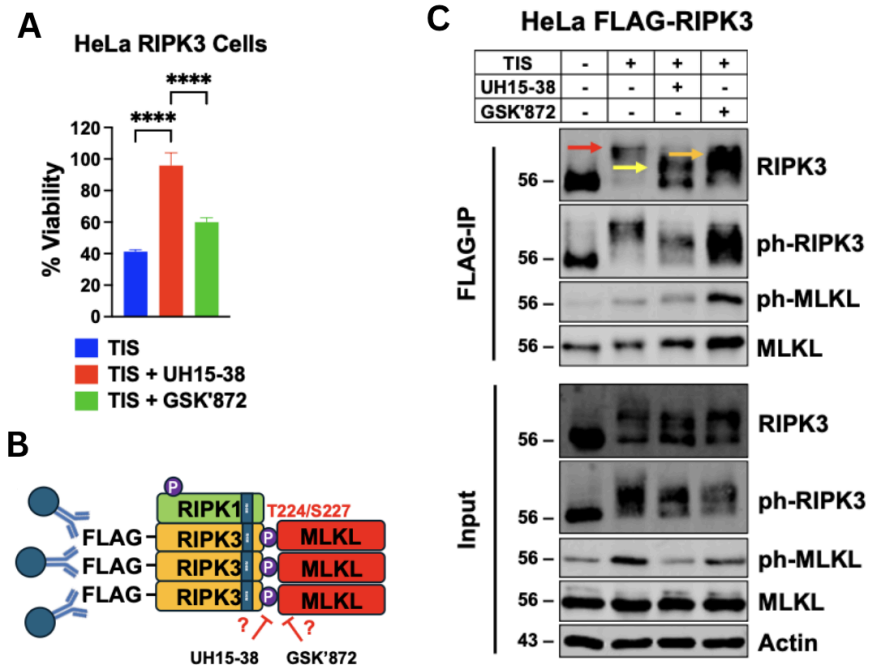 A
HeLa RIPK3 Cells
****
****
% Viability
120
100
80
60
40
20
0
TIS
TIS + UH15-38
TIS + GSK'872
B
P
RIPK1
T224/S227
FLAG
RIPK3
P
MLKL
FLAG
RIPK3
P
MLKL
FLAG
RIPK3
P
MLKL
? ?
UH15-38 GSK'872
C
HeLa FLAG-RIPK3
TIS - + + +
UH15-38 - - + -
GSK'872 - - - +
FLAG-IP
56 – RIPK3
56 – ph-RIPK3
56 – ph-MLKL
56 – MLKL
Input
56 – RIPK3
56 – ph-RIPK3
56 – ph-MLKL
56 – MLKL
43 – Actin